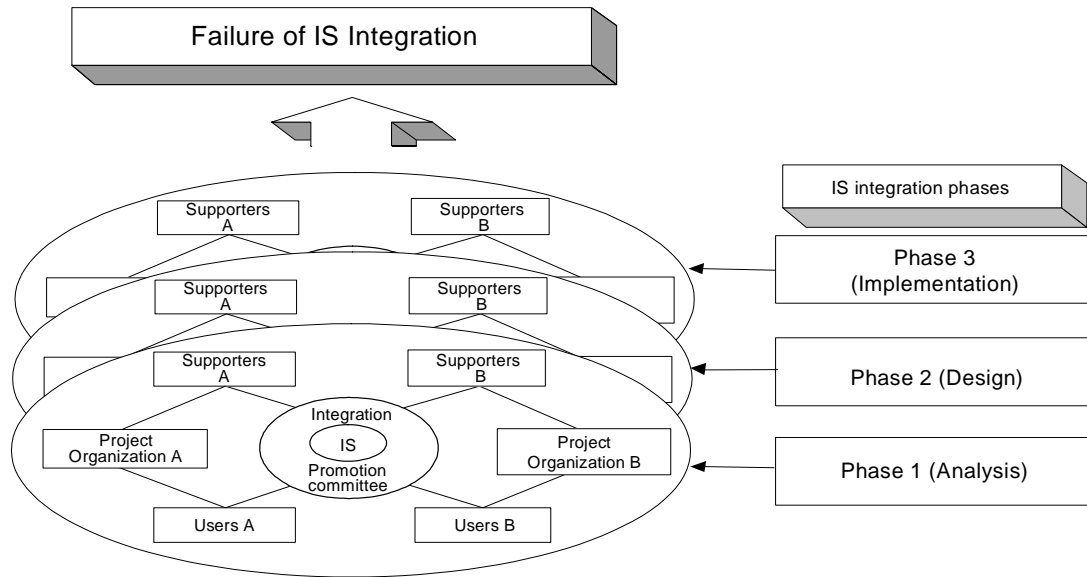 Failure of IS Integration
IS integration phases
Supporters
A
Supporters
B
Phase 3
(Implementation)
Supporters
A
Supporters
B
Phase 2 (Design)
Supporters
A
Supporters
B
Integration
IS
Promotion
committee
Project
Organization A
Project
Organization B
Phase 1 (Analysis)
Users A
Users B